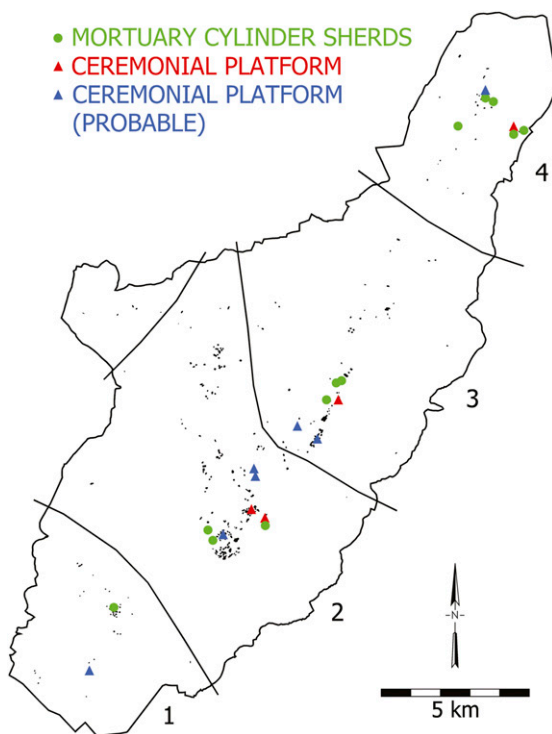 MORTUARY CYLINDER SHERDS
CEREMONIAL PLATFORM
CEREMONIAL PLATFORM
(PROBABLE)
4
3
2
1
N
5 km